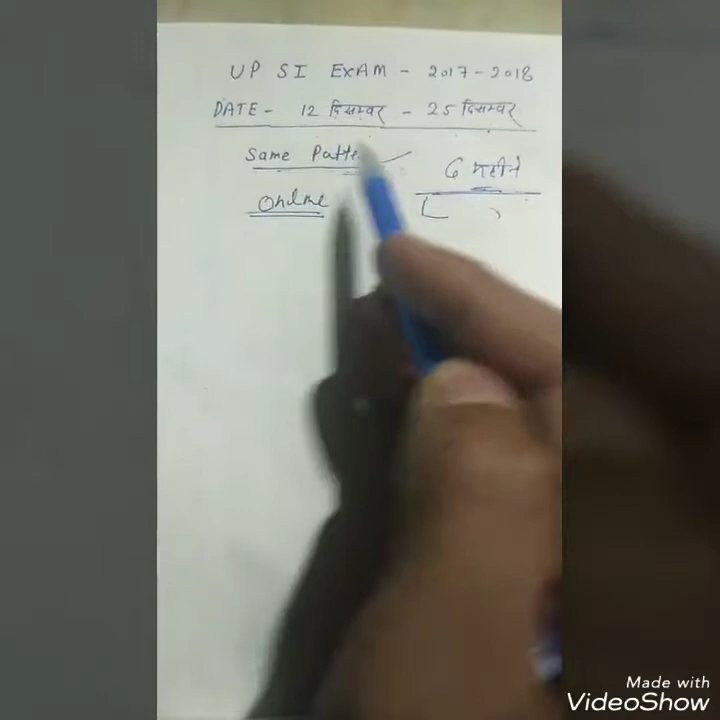 UP SI EXAM - 2017-2018
DATE - 12 दिसम्बर - 25 दिसम्बर
Same Patte
6 महीने
Online
Made with
VideoShow